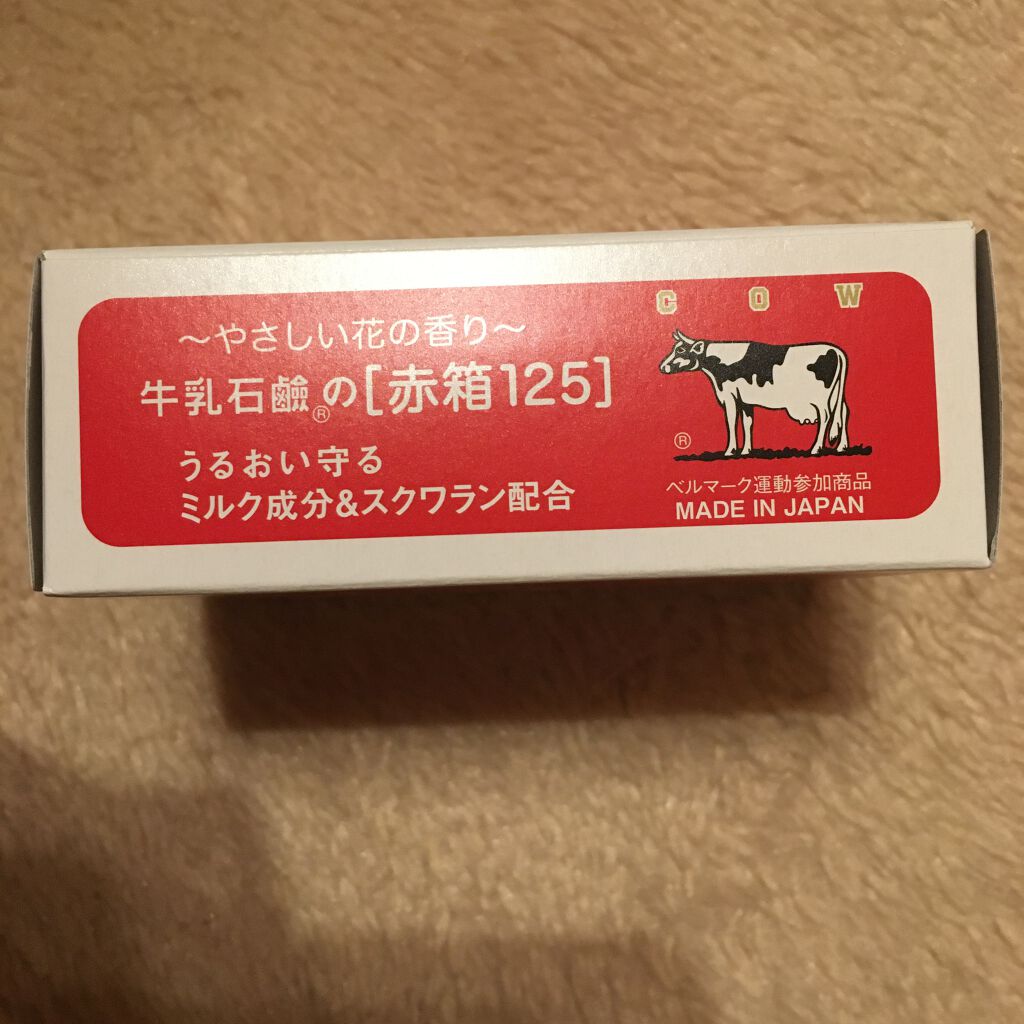 ～やさしい花の香り～
牛乳石鹼®の［赤箱125］
うるおい守る
ミルク成分&スクワラン配合
COW
®
ベルマーク運動参加商品
MADE IN JAPAN